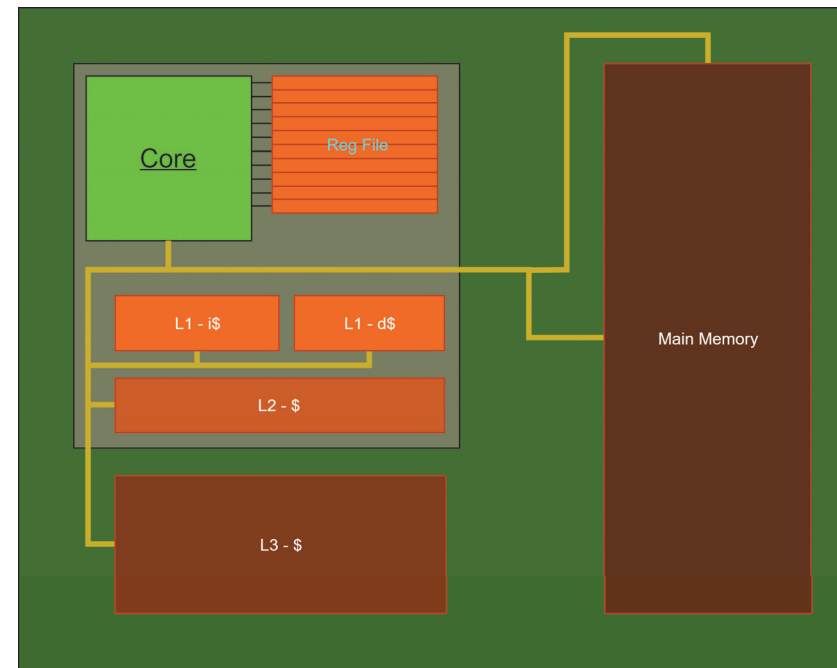 Core
Reg File
L1 - i$
L1 - d$
L2 - $
L3 - $
Main Memory